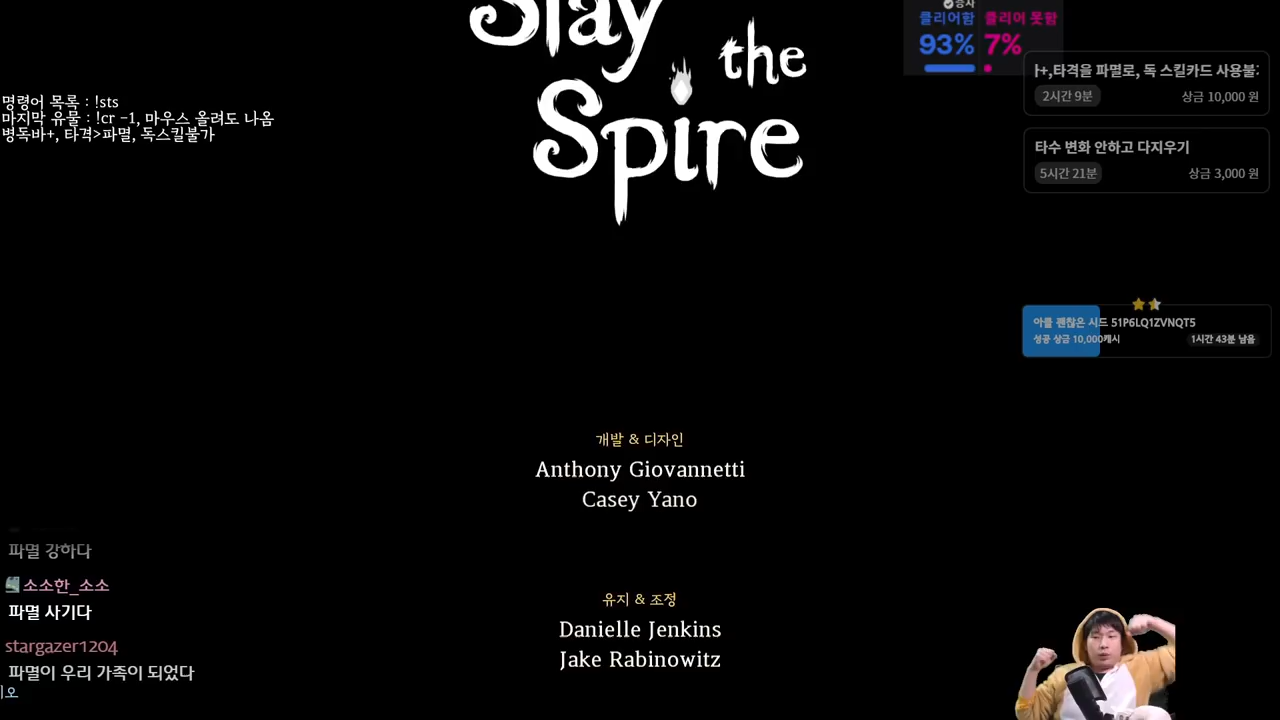 Slay
the
Spire
클리어함 클리어 못함
93% 7%
타격을 파멸로, 독 스킬카드 사용불
2시간 9분 상금 10,000 원
타수 변화 안하고 다지우기
5시간 21분 상금 3,000 원
명령어 목록 : !sts
마지막 유물 : !cr -1, 마우스 올려도 나옴
병독바+, 타격>파멸, 독스킬불가
아클 괜찮은 시드 51P6LQ1ZVNQT5
성공 상금 10,000캐시 1시간 43분 남음
개발 & 디자인
Anthony Giovannetti
Casey Yano
유지 & 조정
Danielle Jenkins
Jake Rabinowitz
파멸 강하다
소소한_소소
파멸 사기다
stargazer1204
파멸이 우리 가족이 되었다